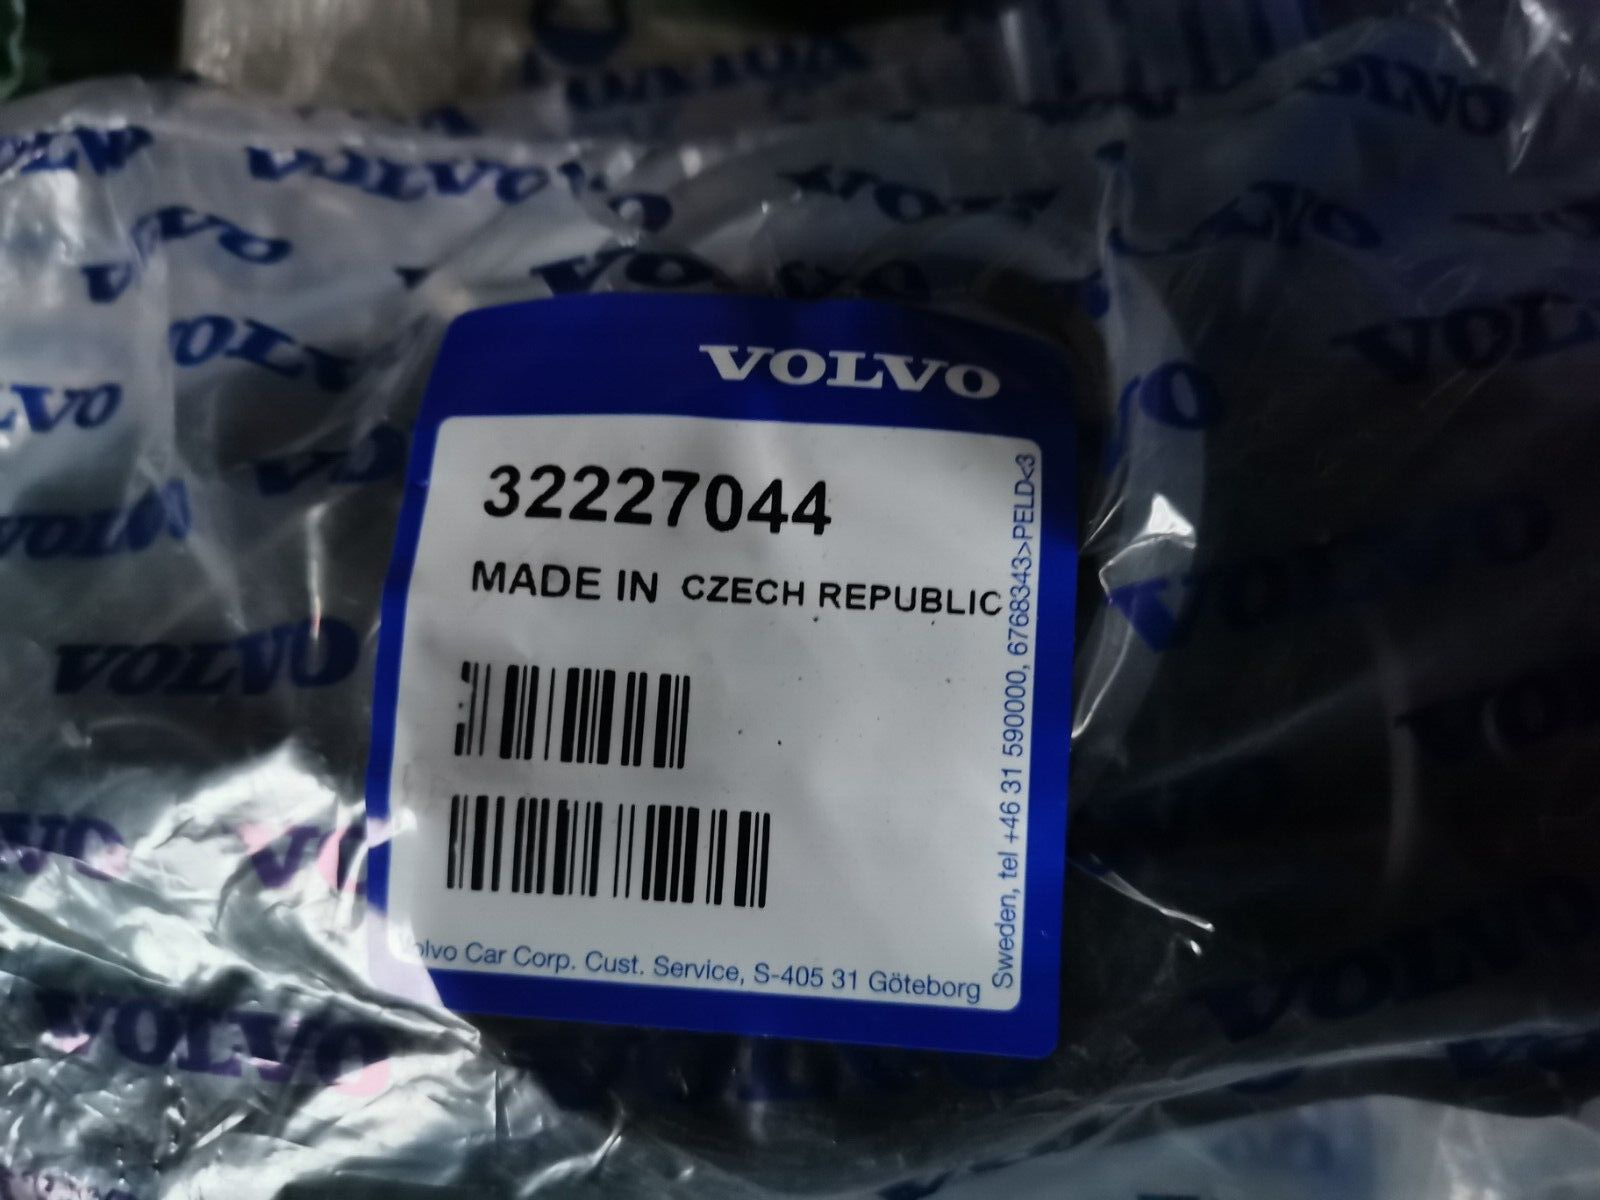 VOLVO
32227044
MADE IN CZECH REPUBLIC
Volvo Car Corp. Cust. Service, S-405 31 Göteborg
Sweden, tel +46 31 590000, 6768343>PELD<3
VOLVO
VOLVO
VOLVO